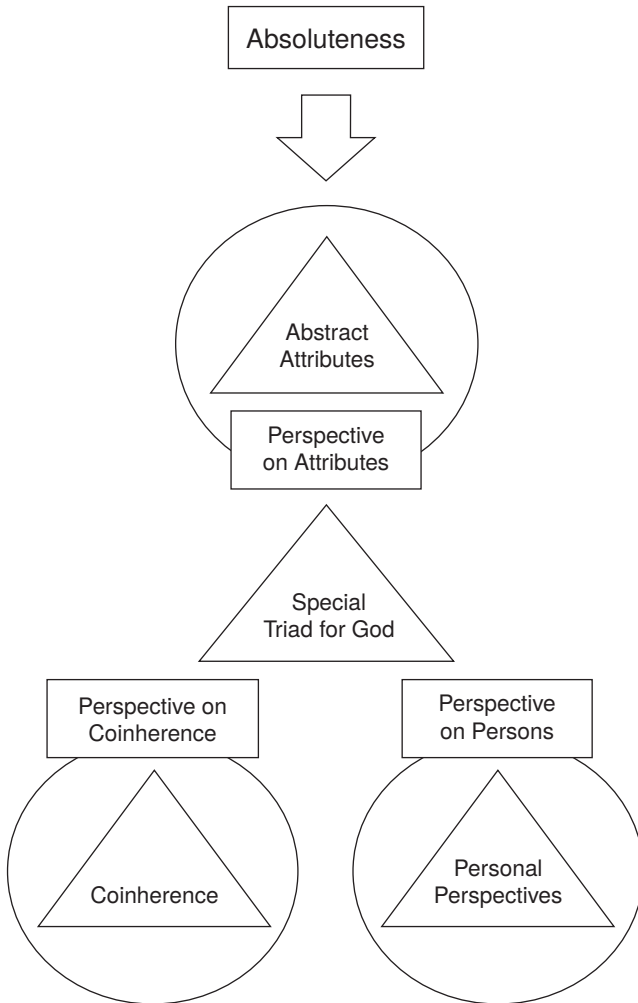 Absoluteness
Abstract
Attributes
Perspective
on Attributes
Special
Triad for God
Perspective on
Coinherence
Perspective
on Persons
Coinherence
Personal
Perspectives